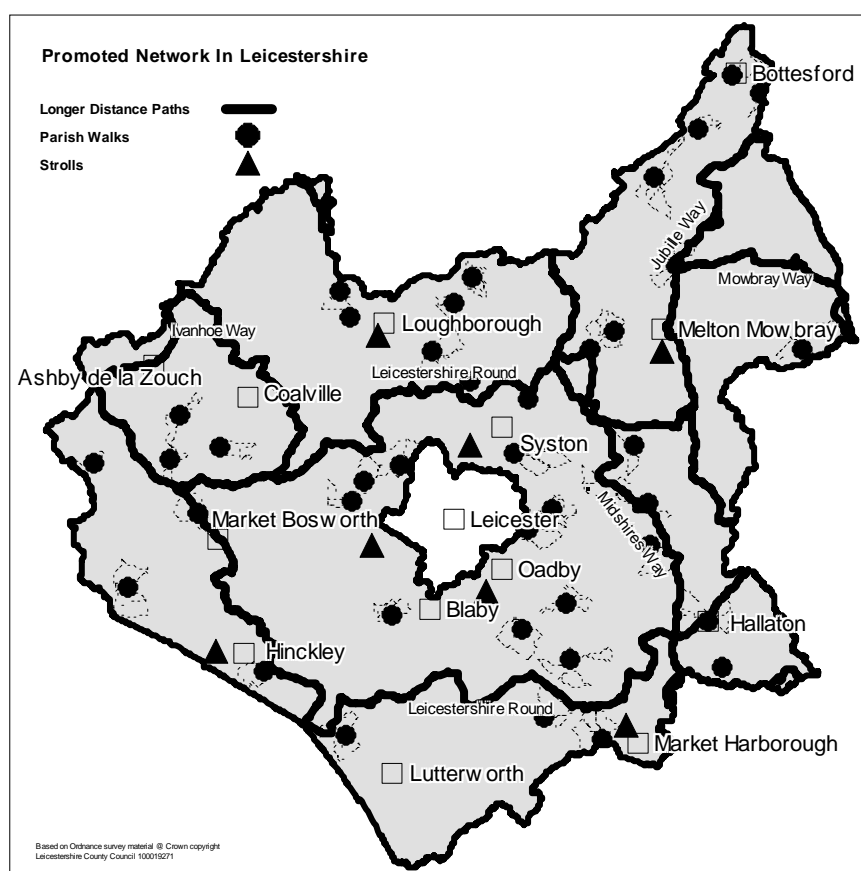 Promoted Network In Leicestershire
Longer Distance Paths
Parish Walks
Strolls
Bottesford
Jubilee Way
Mowbray Way
Ivanhoe Way
Loughborough
Melton Mowbray
Leicestershire Round
Ashby de la Zouch
Coalville
Syston
Midshires Way
Market Bosworth
Leicester
Oadby
Blaby
Hallaton
Hinckley
Leicestershire Round
Market Harborough
Lutterworth
Based on Ordnance survey material @ Crown copyright
Leicestershire County Council 100019271